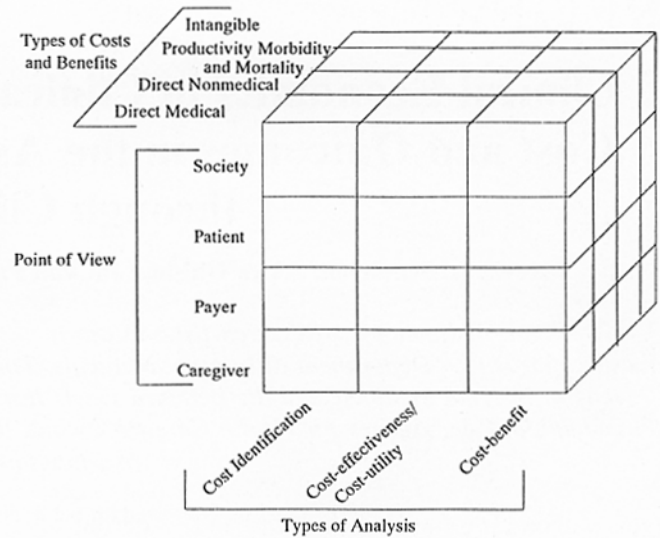 Types of Costs
and Benefits
Intangible
Productivity Morbidity
and Mortality
Direct Nonmedical
Direct Medical
Point of View
Society
Patient
Payer
Caregiver
Cost Identification
Cost-effectiveness/
Cost-utility
Cost-benefit
Types of Analysis